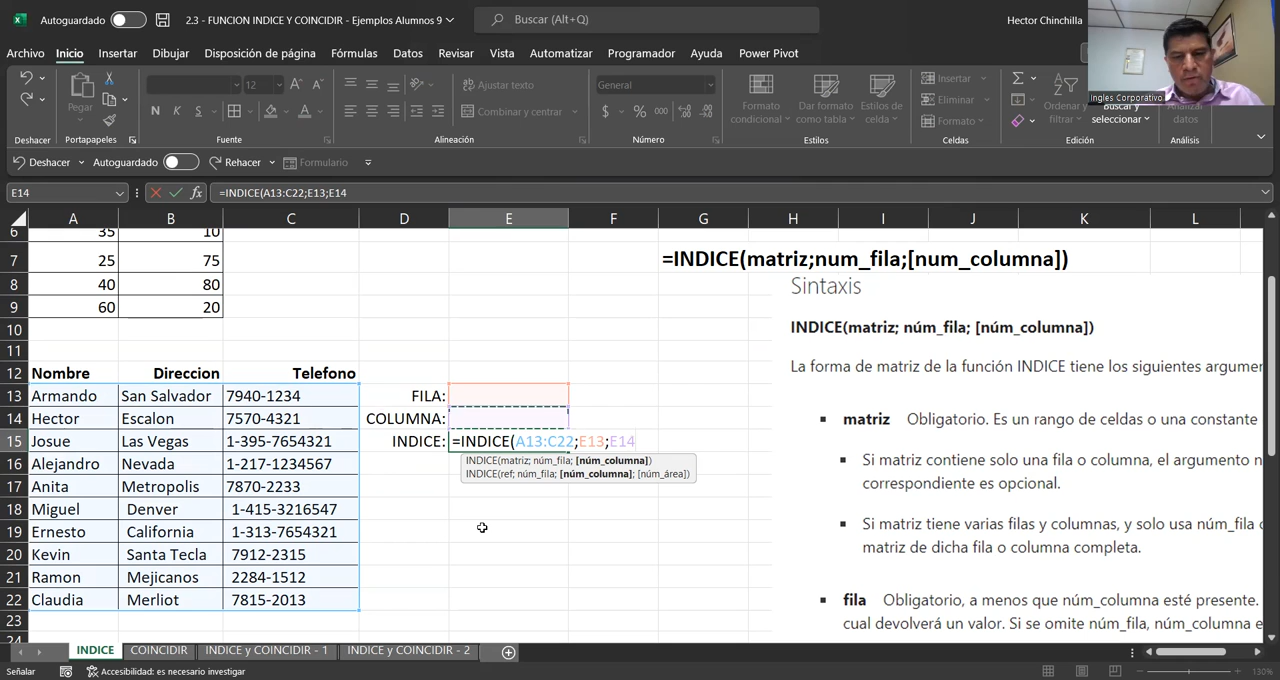 Autoguardado
2.3 - FUNCION INDICE Y COINCIDIR - Ejemplos Alumnos 9
Buscar (Alt+Q)
Hector Chinchilla
Archivo Inicio Insertar Dibujar Disposición de página Fórmulas Datos Revisar Vista Automatizar Programador Ayuda Power Pivot
Ingles Corporativo
Pegar
12
N K S
Ajustar texto
Combinar y centrar
General
$ % 000
Formato condicional
Dar formato como tabla
Estilos de celda
Insertar
Eliminar
Formato
Ordenar y filtrar
Buscar y seleccionar
Analizar datos
Deshacer Portapapeles Fuente Alineación Número Estilos Celdas Edición Análisis
Deshacer Autoguardado Rehacer Formulario
E14 fx =INDICE(A13:C22;E13;E14
A B C D E F G H I J K L
6 35 10
7 25 75 =INDICE(matriz;num_fila;[num_columna])
8 40 80 Sintaxis
9 60 20
INDICE(matriz; núm_fila; [núm_columna])
10
11
La forma de matriz de la función INDICE tiene los siguientes argumen
12 Nombre Direccion Telefono
13 Armando San Salvador 7940-1234 FILA:
14 Hector Escalon 7570-4321 COLUMNA:
matriz Obligatorio. Es un rango de celdas o una constante
15 Josue Las Vegas 1-395-7654321 INDICE: =INDICE(A13:C22;E13;E14
INDICE(matriz; núm_fila; [núm_columna])
INDICE(ref; núm_fila; [núm_columna]; [núm_área])
Si matriz contiene solo una fila o columna, el argumento n
correspondiente es opcional.
16 Alejandro Nevada 1-217-1234567
17 Anita Metropolis 7870-2233
18 Miguel Denver 1-415-3216547
19 Ernesto California 1-313-7654321
Si matriz tiene varias filas y columnas, y solo usa núm_fila
matriz de dicha fila o columna completa.
20 Kevin Santa Tecla 7912-2315
21 Ramon Mejicanos 2284-1512
22 Claudia Merliot 7815-2013
fila Obligatorio, a menos que núm_columna esté presente.
cual devolverá un valor. Si se omite núm_fila, núm_columna e
23
24
INDICE COINCIDIR INDICE y COINCIDIR - 1 INDICE y COINCIDIR - 2
Señalar Accesibilidad: es necesario investigar 130%